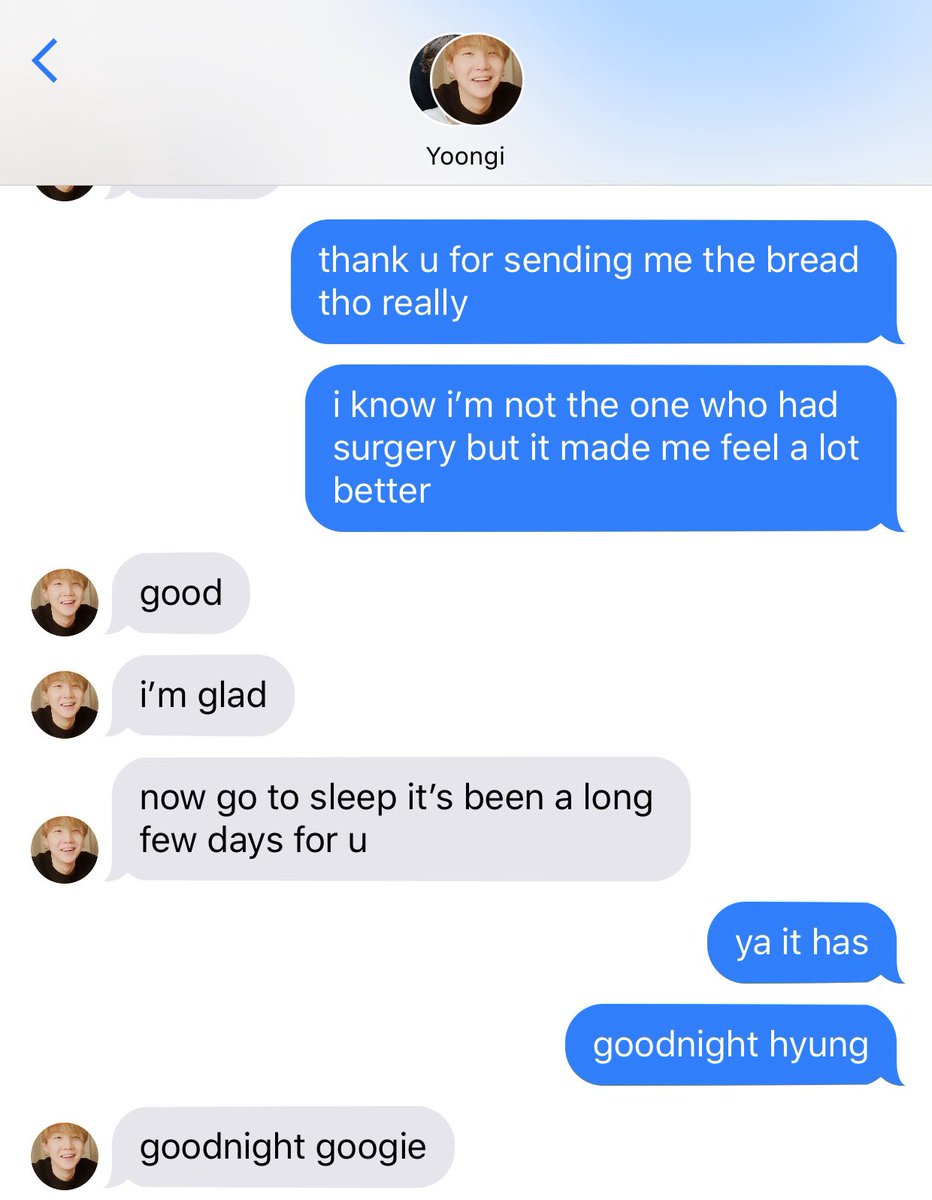 Yoongi
thank u for sending me the bread
tho really
i know i’m not the one who had
surgery but it made me feel a lot
better
good
i’m glad
now go to sleep it’s been a long
few days for u
ya it has
goodnight hyung
goodnight googie